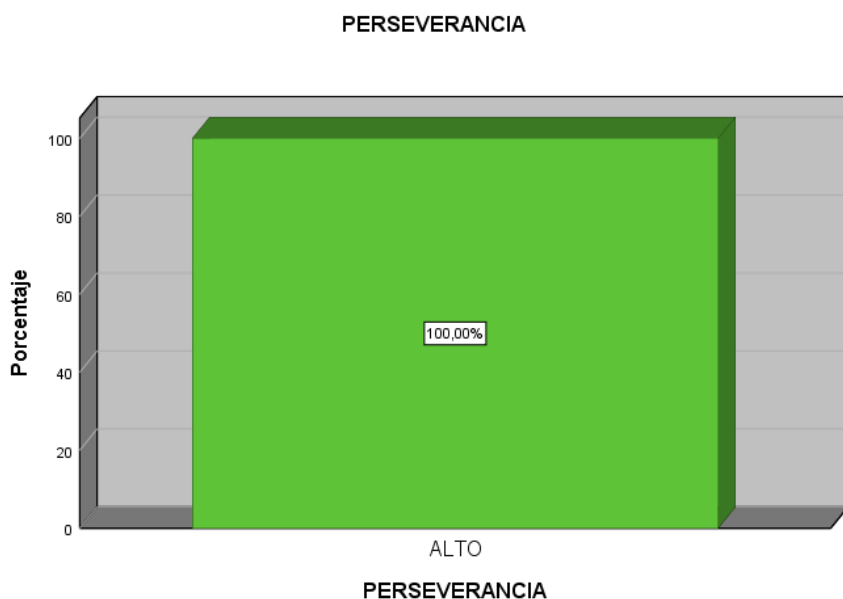 PERSEVERANCIA
Porcentaje
100
80
60
40
20
0
100,00%
ALTO
PERSEVERANCIA